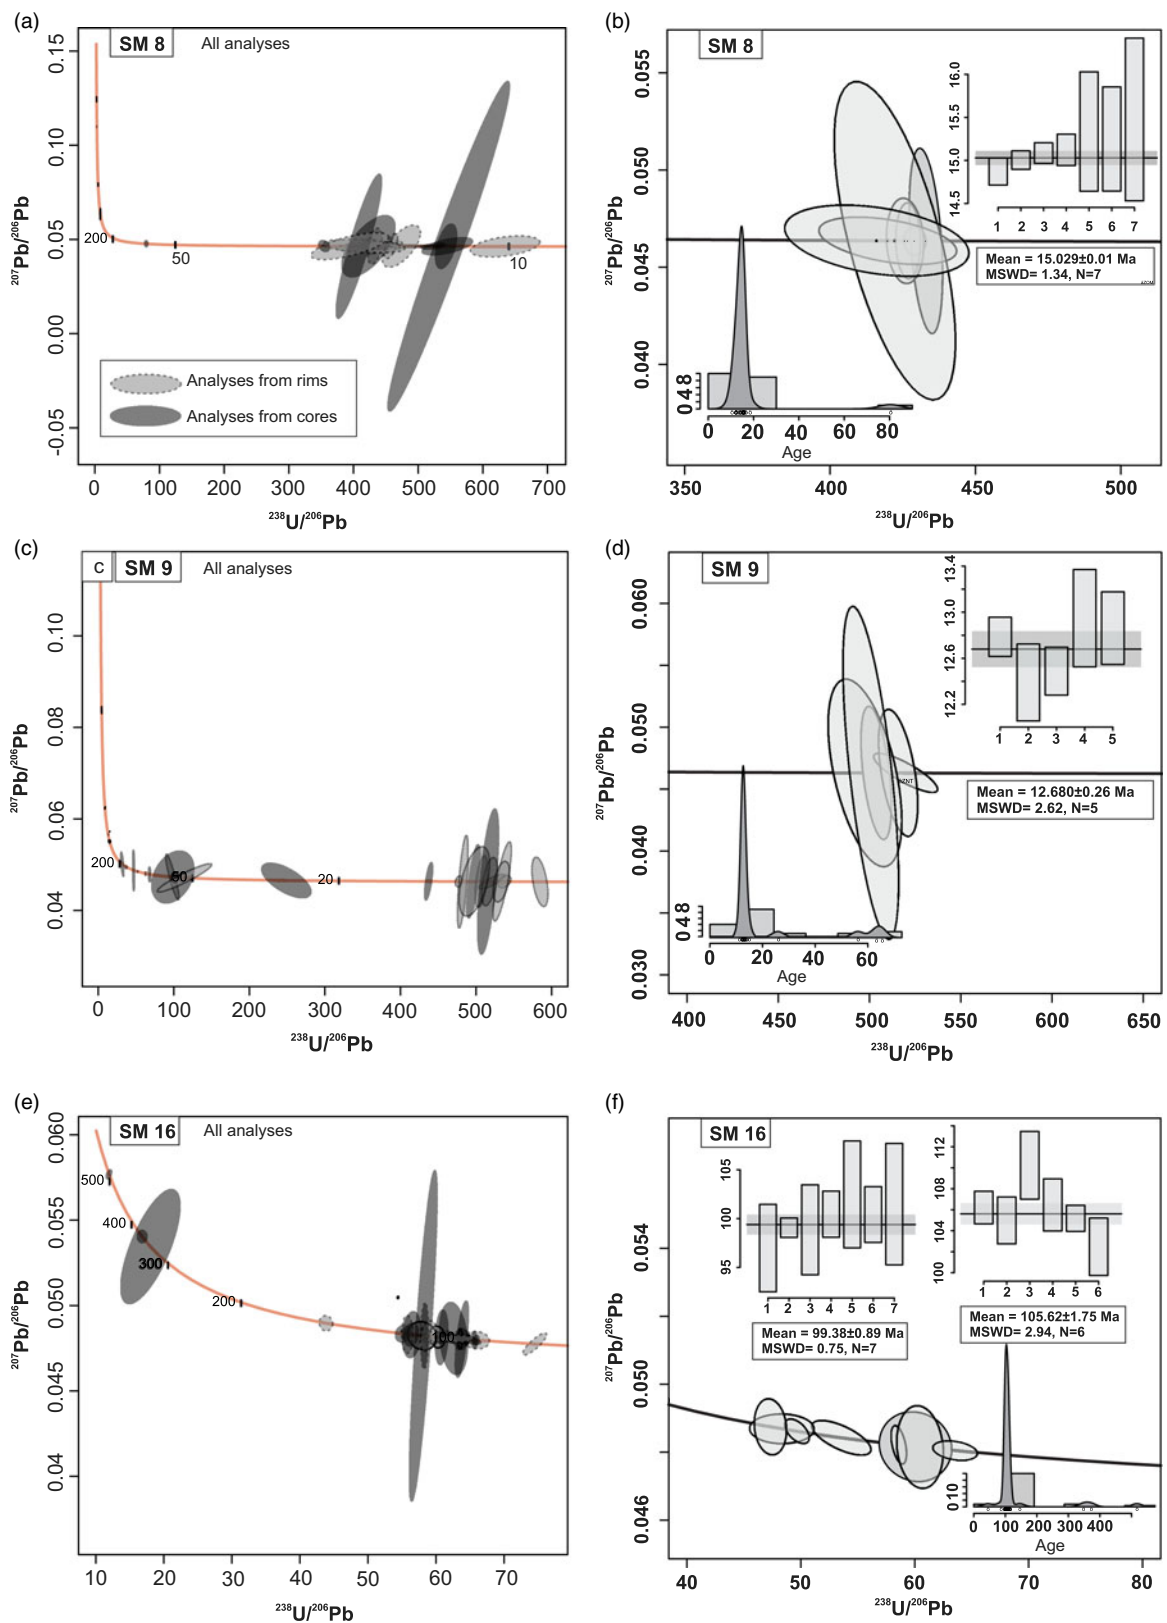 (a)
SM 8
All analyses
0.15
0.10
0.05
0.00
-0.05
207Pb/206Pb
200
50
10
Analyses from rims
Analyses from cores
0 100 200 300 400 500 600 700
238U/206Pb
(b)
SM 8
0.055
0.050
0.045
0.040
207Pb/206Pb
16.0
15.5
15.0
14.5
1 2 3 4 5 6 7
Mean = 15.029±0.01 Ma
MSWD= 1.34, N=7
0 4 8
0 20 40 60 80
Age
350 400 450 500
238U/206Pb
(c)
C
SM 9
All analyses
0.10
0.08
0.06
0.04
207Pb/206Pb
200
50
20
0 100 200 300 400 500 600
238U/206Pb
(d)
SM 9
0.060
0.050
0.040
0.030
207Pb/206Pb
13.4
13.0
12.6
12.2
1 2 3 4 5
Mean = 12.680±0.26 Ma
MSWD= 2.62, N=5
0 4 8
0 20 40 60
Age
400 450 500 550 600 650
238U/206Pb
(e)
SM 16
All analyses
0.060
0.055
0.050
0.045
0.04
207Pb/206Pb
500
400
300
200
100
10 20 30 40 50 60 70
238U/206Pb
(f)
SM 16
0.054
0.050
0.046
207Pb/206Pb
105
100
95
1 2 3 4 5 6 7
Mean = 99.38±0.89 Ma
MSWD= 0.75, N=7
112
108
104
100
1 2 3 4 5 6
Mean = 105.62±1.75 Ma
MSWD= 2.94, N=6
0 10
0 100 200 300 400
Age
40 50 60 70 80
238U/206Pb